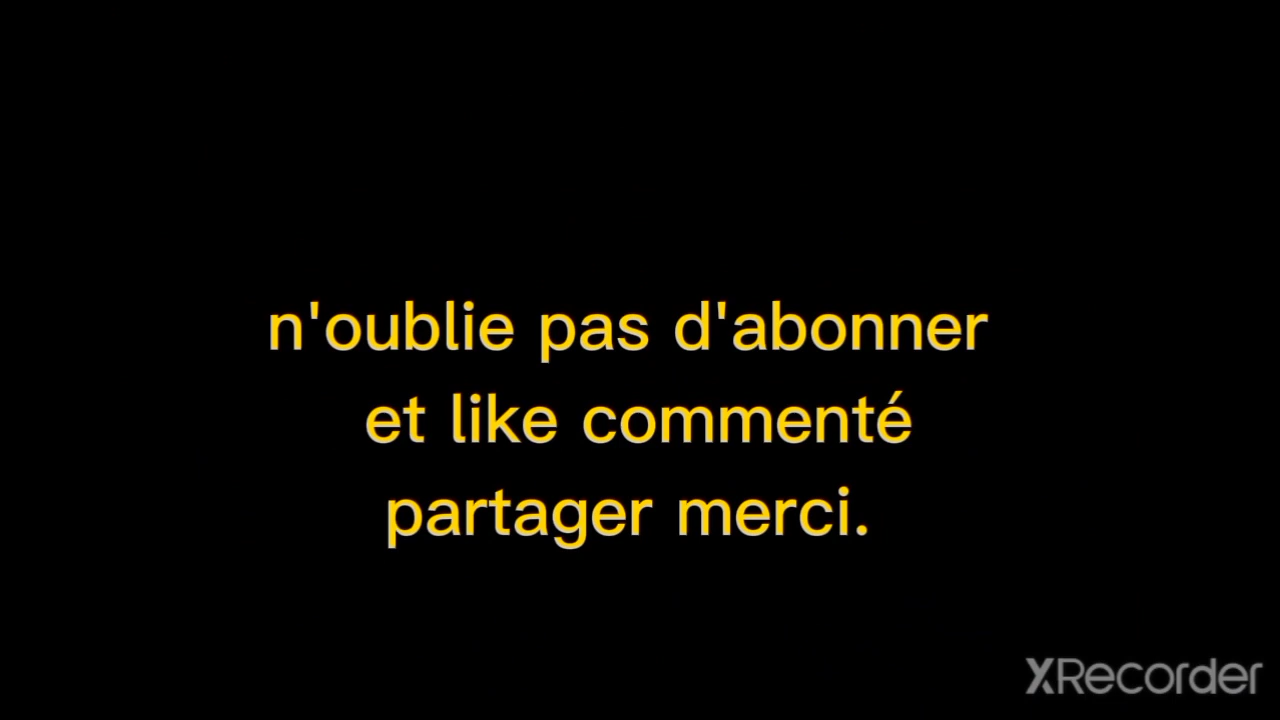 n'oublie pas d'abonner
et like commenté
partager merci.
XRecorder